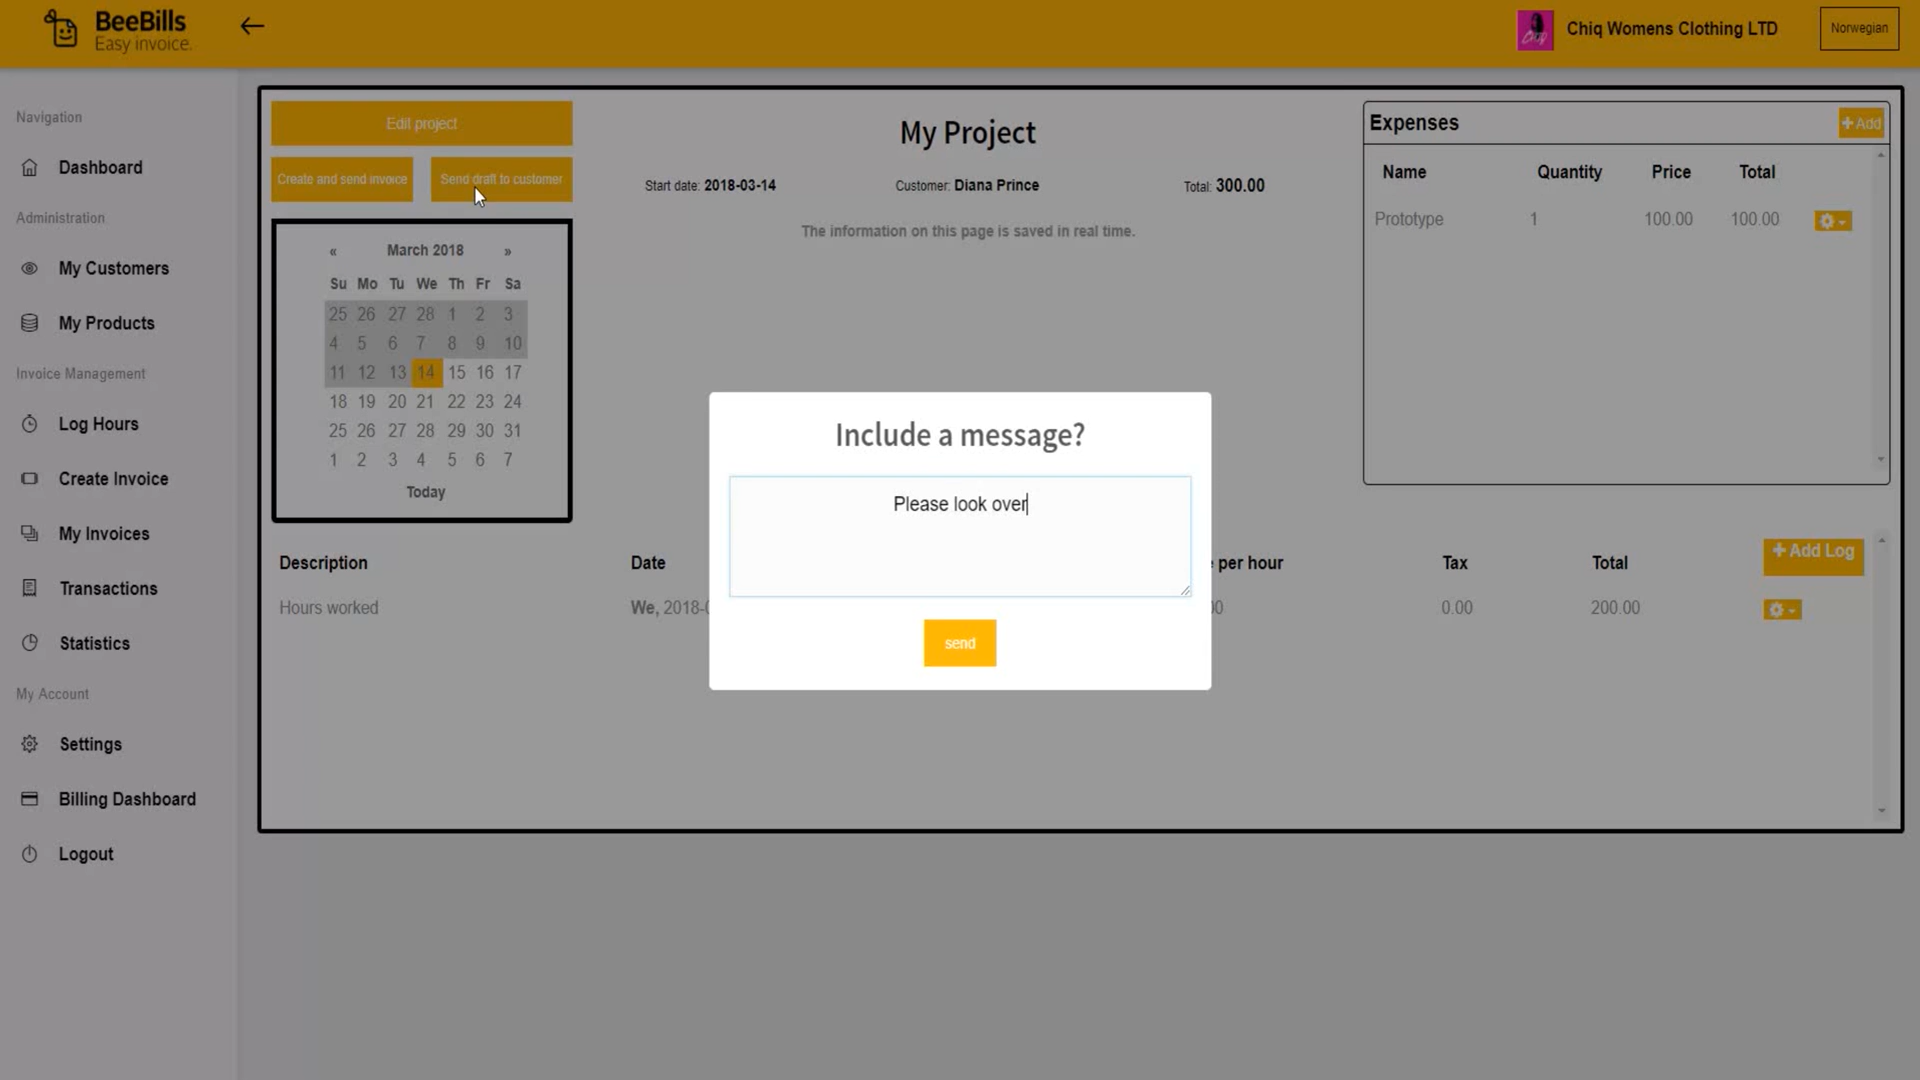 BeeBills
Easy invoice.
Chiq Womens Clothing LTD
Norwegian
Navigation
Dashboard
Administration
My Customers
My Products
Invoice Management
Log Hours
Create Invoice
My Invoices
Transactions
Statistics
My Account
Settings
Billing Dashboard
Logout
Edit project
Create and send invoice
Send draft to customer
« March 2018 »
Su Mo Tu We Th Fr Sa
25 26 27 28 1 2 3
4 5 6 7 8 9 10
11 12 13 14 15 16 17
18 19 20 21 22 23 24
25 26 27 28 29 30 31
1 2 3 4 5 6 7
Today
My Project
Start date: 2018-03-14 Customer: Diana Prince Total: 300.00
The information on this page is saved in real time.
Expenses
+ Add
Name Quantity Price Total
Prototype 1 100.00 100.00
Include a message?
Please look over
send
Description Date per hour Tax Total + Add Log
Hours worked We, 2018- 0.00 200.00